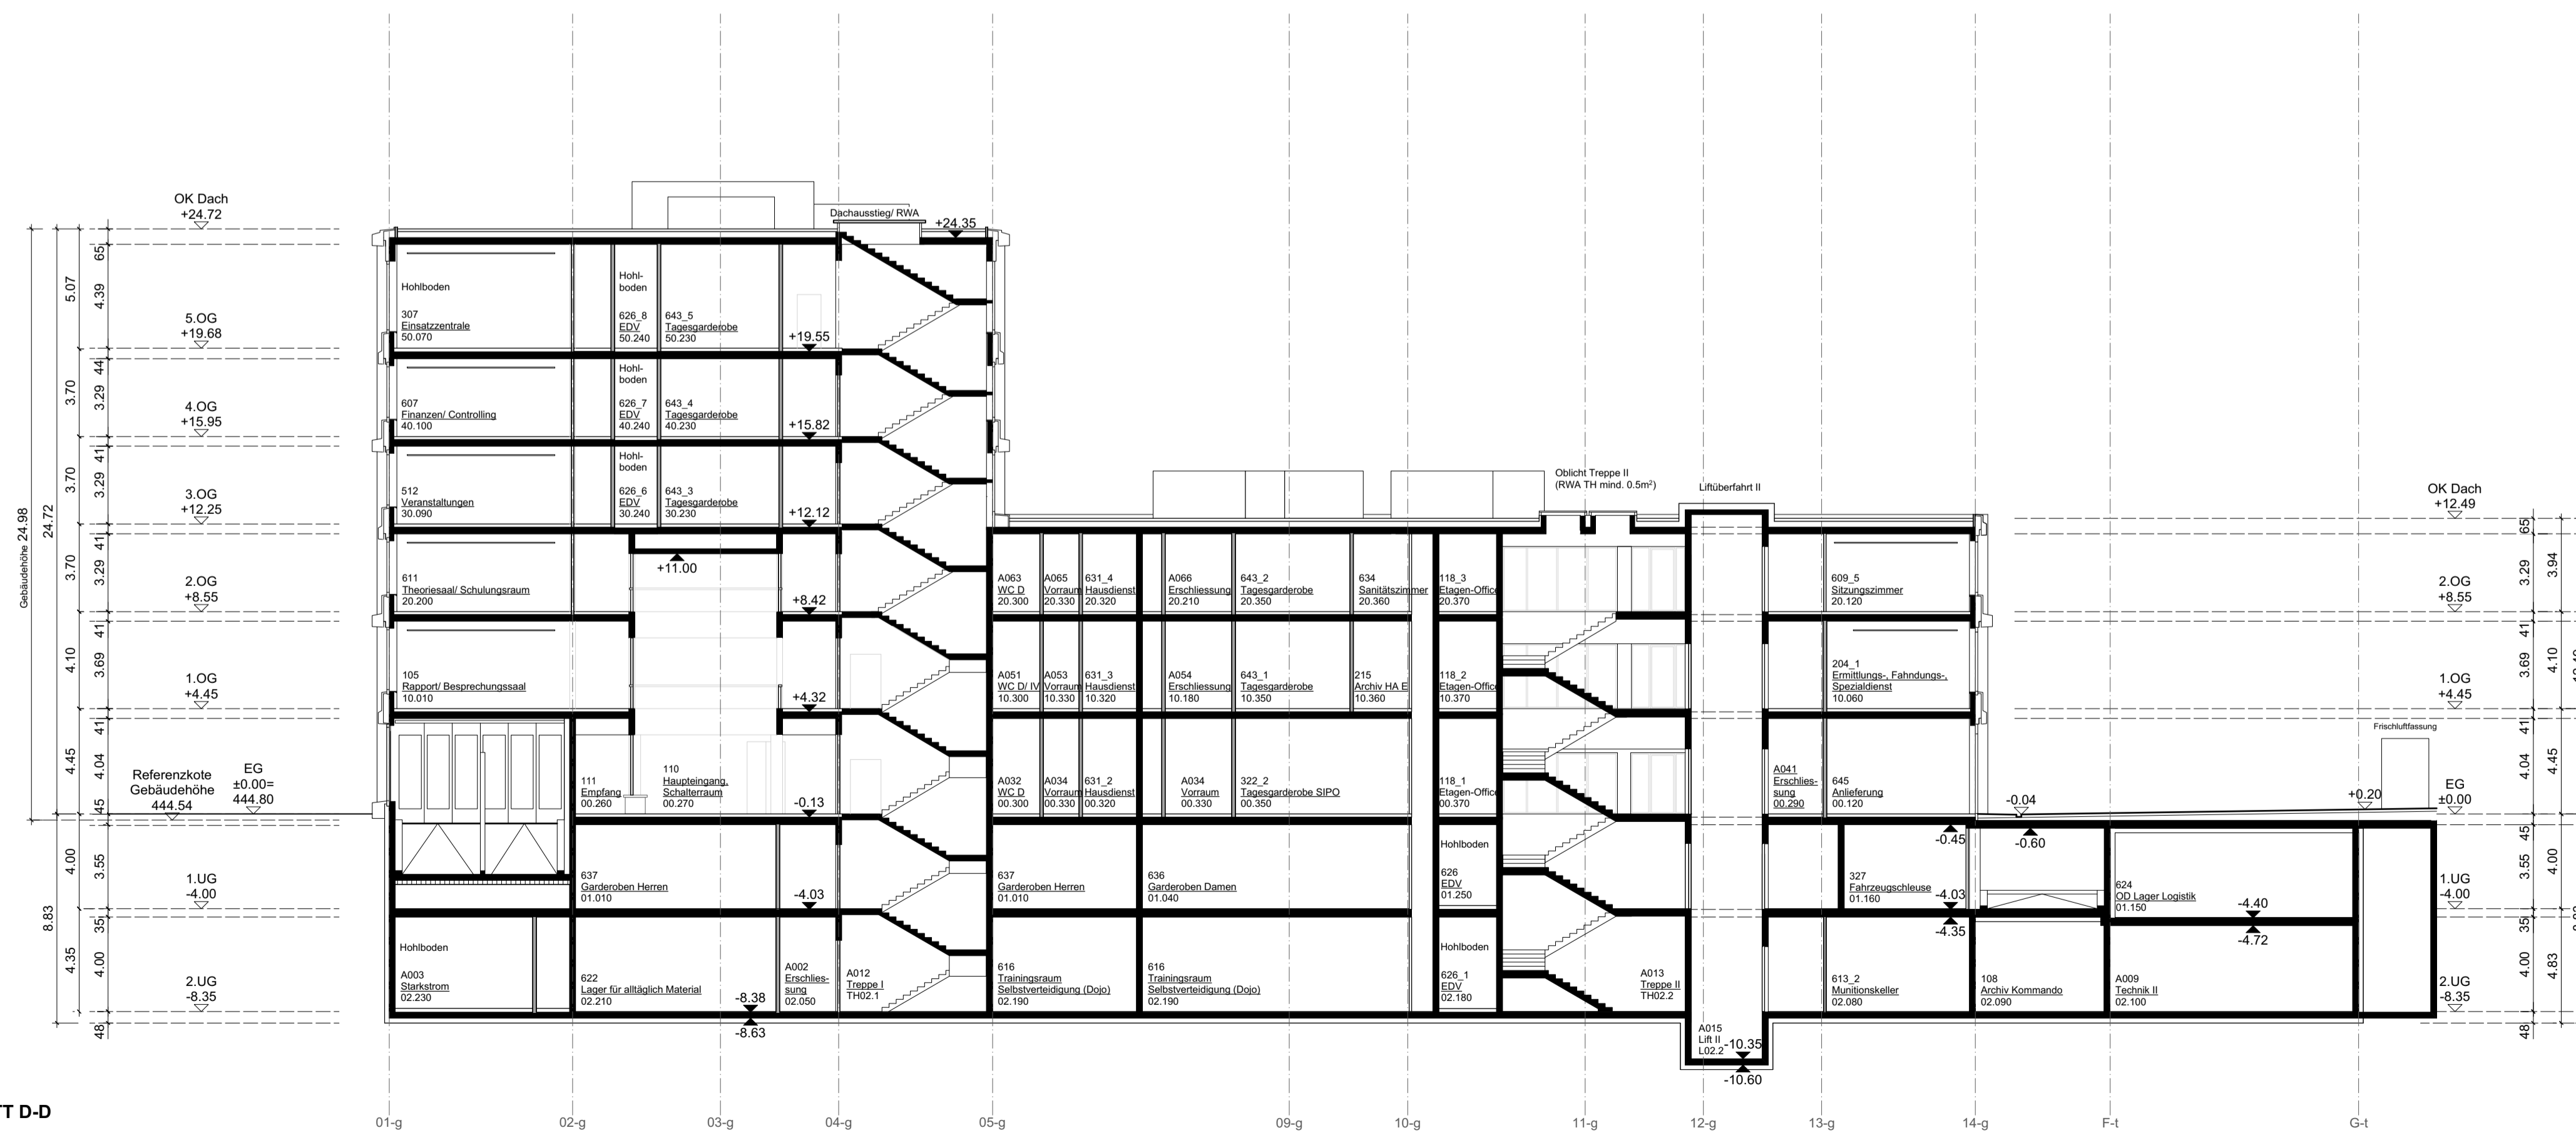 OK Dach
+24.72
5.OG
+19.68
4.OG
+15.95
3.OG
+12.25
2.OG
+8.55
1.OG
+4.45
Referenzkote
Gebäudehöhe
444.54
EG
±0.00=
444.80
1.UG
-4.00
2.UG
-8.35
Gebäudehöhe 24.98
24.72
8.83
5.07
3.70
3.70
3.70
4.10
4.45
4.00
4.35
65
4.39
44
3.29
41
3.29
41
3.29
41
3.69
41
4.04
45
3.55
35
4.00
48
Dachausstieg/ RWA
+24.35
Hohlboden
307
Einsatzzentrale
50.070
Hohl-
boden
626_8
EDV
50.240
643_5
Tagesgarderobe
50.230
+19.55
607
Finanzen/ Controlling
40.100
Hohl-
boden
626_7
EDV
40.240
643_4
Tagesgarderobe
40.230
+15.82
512
Veranstaltungen
30.090
Hohl-
boden
626_6
EDV
30.240
643_3
Tagesgarderobe
30.230
+12.12
611
Theoriesaal/ Schulungsraum
20.200
+11.00
+8.42
105
Rapport/ Besprechungssaal
10.010
+4.32
111
Empfang
00.260
110
Haupteingang,
Schalterraum
00.270
-0.13
637
Garderoben Herren
01.010
-4.03
Hohlboden
A003
Starkstrom
02.230
622
Lager für alltäglich Material
02.210
-8.38
-8.63
A002
Erschlies-
sung
02.050
A012
Treppe I
TH02.1
A063
WC D
20.300
A065
Vorraum
20.330
631_4
Hausdienst
20.320
A066
Erschliessung
20.210
643_2
Tagesgarderobe
20.350
634
Sanitätszimmer
20.360
118_3
Etagen-Office
20.370
A051
WC D/ IV
10.300
A053
Vorraum
10.330
631_3
Hausdienst
10.320
A054
Erschliessung
10.180
643_1
Tagesgarderobe
10.350
215
Archiv HA E
10.360
118_2
Etagen-Office
10.370
A032
WC D
00.300
A034
Vorraum
00.330
631_2
Hausdienst
00.320
A034
Vorraum
00.330
322_2
Tagesgarderobe SIPO
00.350
118_1
Etagen-Office
00.370
637
Garderoben Herren
01.010
636
Garderoben Damen
01.040
Hohlboden
626
EDV
01.250
616
Trainingsraum
Selbstverteidigung (Dojo)
02.190
616
Trainingsraum
Selbstverteidigung (Dojo)
02.190
Hohlboden
626_1
EDV
02.180
Oblicht Treppe II
(RWA TH mind. 0.5m²)
Liftüberfahrt II
A013
Treppe II
TH02.2
A015
Lift II
L02.2
-10.35
-10.60
609_5
Sitzungszimmer
20.120
204_1
Ermittlungs-, Fahndungs-,
Spezialdienst
10.060
A041
Erschlies-
sung
00.290
645
Anlieferung
00.120
-0.04
+0.20
Frischluftfassung
-0.45
-0.60
327
Fahrzeugschleuse
01.160
-4.03
-4.35
624
OD Lager Logistik
01.150
-4.40
-4.72
613_2
Munitionskeller
02.080
108
Archiv Kommando
02.090
A009
Technik II
02.100
OK Dach
+12.49
2.OG
+8.55
1.OG
+4.45
EG
±0.00
1.UG
-4.00
2.UG
-8.35
65
3.29
41
3.69
41
4.04
45
3.55
35
4.00
48
3.94
4.10
4.45
4.00
4.83
TT D-D
01-g
02-g
03-g
04-g
05-g
09-g
10-g
11-g
12-g
13-g
14-g
F-t
G-t